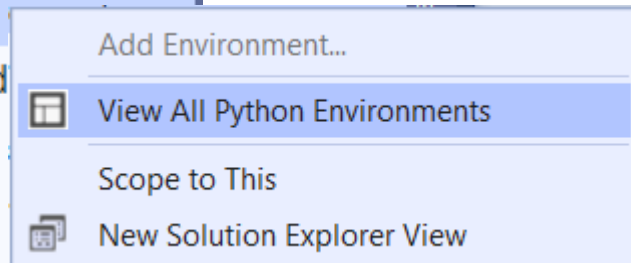 Add Environment...
View All Python Environments
Scope to This
New Solution Explorer View